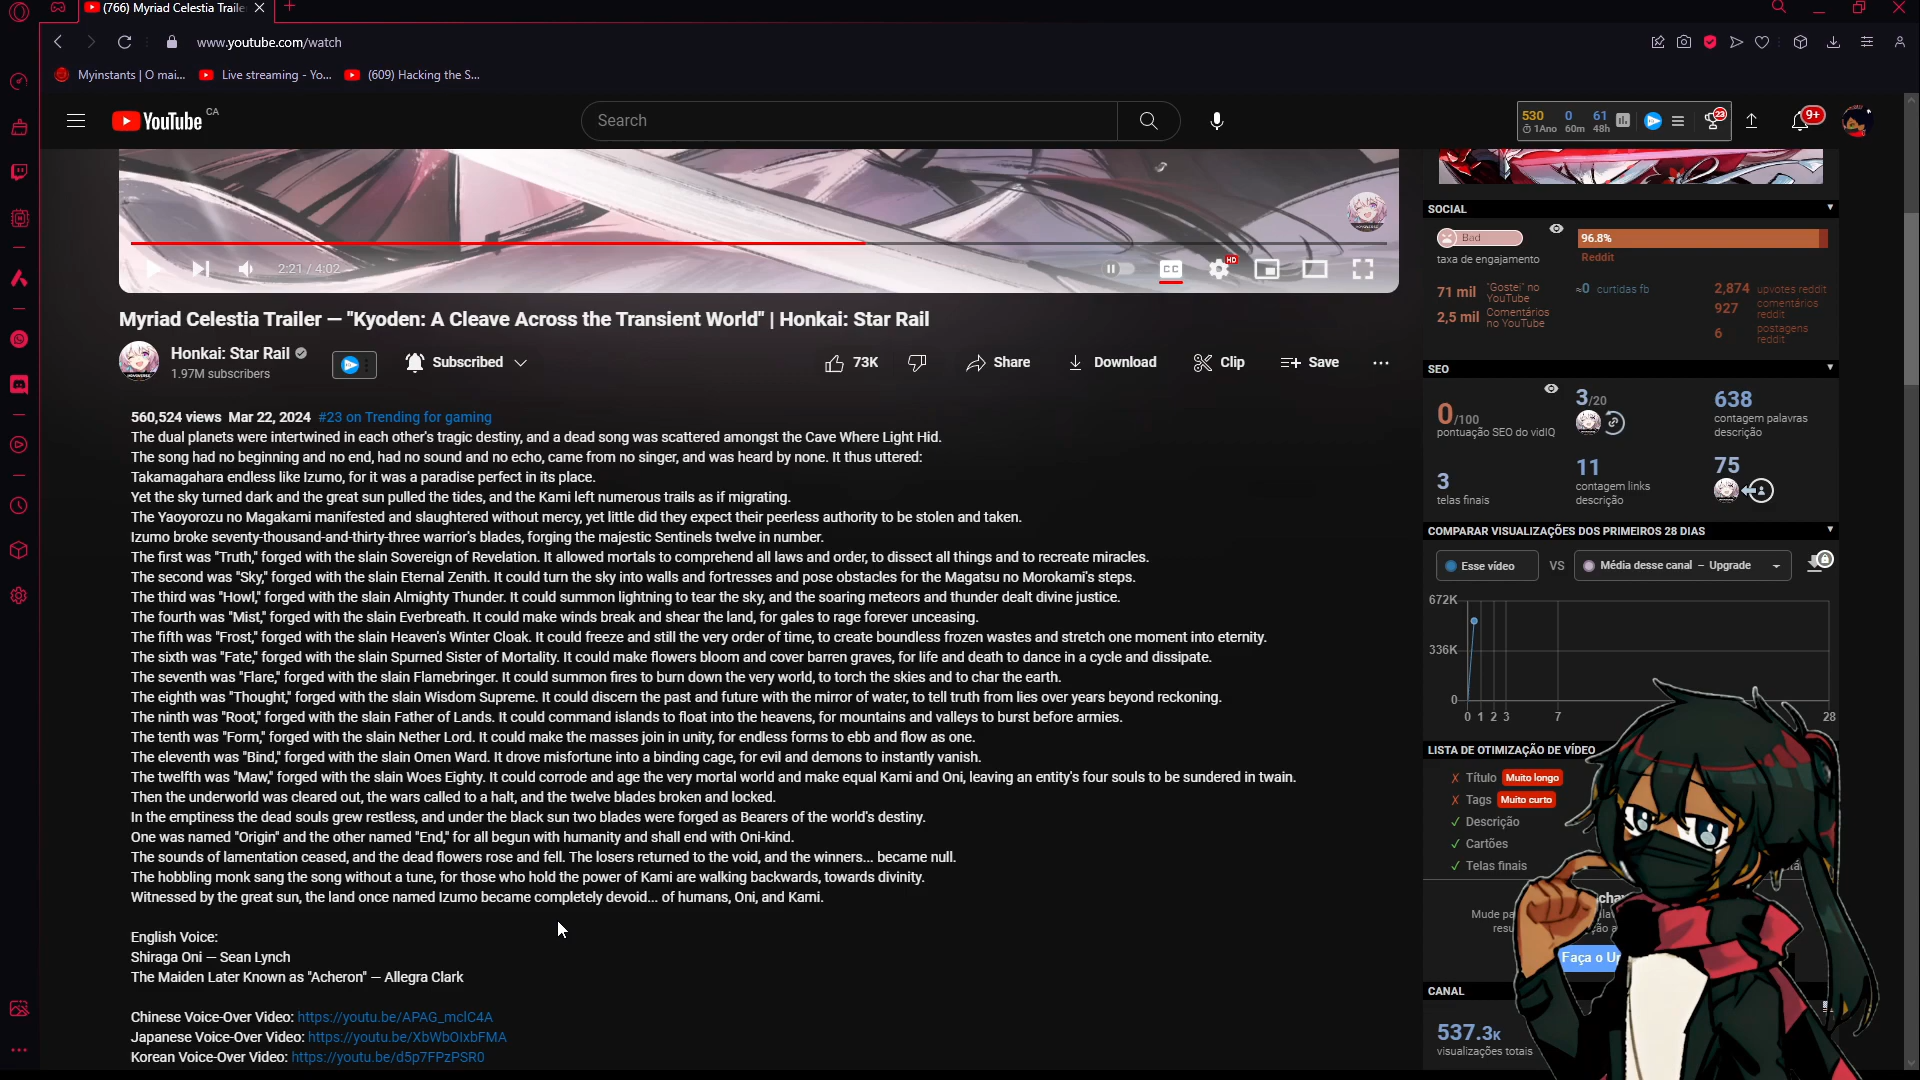 (766) Myriad Celestia Traile
www.youtube.com/watch
Myinstants | O mai...
Live streaming - Yo...
(609) Hacking the S...
YouTube CA
Search
530 0 61
1Ano 60m 48h
23
9+
2:21 / 4:02
CC
HD
Myriad Celestia Trailer — "Kyoden: A Cleave Across the Transient World" | Honkai: Star Rail
Honkai: Star Rail
1.97M subscribers
Subscribed
73K
Share
Download
Clip
Save
560,524 views Mar 22, 2024 #23 on Trending for gaming
The dual planets were intertwined in each other's tragic destiny, and a dead song was scattered amongst the Cave Where Light Hid.
The song had no beginning and no end, had no sound and no echo, came from no singer, and was heard by none. It thus uttered:
Takamagahara endless like Izumo, for it was a paradise perfect in its place.
Yet the sky turned dark and the great sun pulled the tides, and the Kami left numerous trails as if migrating.
The Yaoyorozu no Magakami manifested and slaughtered without mercy, yet little did they expect their peerless authority to be stolen and taken.
Izumo broke seventy-thousand-and-thirty-three warrior's blades, forging the majestic Sentinels twelve in number.
The first was "Truth," forged with the slain Sovereign of Revelation. It allowed mortals to comprehend all laws and order, to dissect all things and to recreate miracles.
The second was "Sky," forged with the slain Eternal Zenith. It could turn the sky into walls and fortresses and pose obstacles for the Magatsu no Morokami's steps.
The third was "Howl," forged with the slain Almighty Thunder. It could summon lightning to tear the sky, and the soaring meteors and thunder dealt divine justice.
The fourth was "Mist," forged with the slain Everbreath. It could make winds break and shear the land, for gales to rage forever unceasing.
The fifth was "Frost," forged with the slain Heaven's Winter Cloak. It could freeze and still the very order of time, to create boundless frozen wastes and stretch one moment into eternity.
The sixth was "Fate," forged with the slain Spurned Sister of Mortality. It could make flowers bloom and cover barren graves, for life and death to dance in a cycle and dissipate.
The seventh was "Flare," forged with the slain Flamebringer. It could summon fires to burn down the very world, to torch the skies and to char the earth.
The eighth was "Thought," forged with the slain Wisdom Supreme. It could discern the past and future with the mirror of water, to tell truth from lies over years beyond reckoning.
The ninth was "Root," forged with the slain Father of Lands. It could command islands to float into the heavens, for mountains and valleys to burst before armies.
The tenth was "Form," forged with the slain Nether Lord. It could make the masses join in unity, for endless forms to ebb and flow as one.
The eleventh was "Bind," forged with the slain Omen Ward. It drove misfortune into a binding cage, for evil and demons to instantly vanish.
The twelfth was "Maw," forged with the slain Woes Eighty. It could corrode and age the very mortal world and make equal Kami and Oni, leaving an entity's four souls to be sundered in twain.
Then the underworld was cleared out, the wars called to a halt, and the twelve blades broken and locked.
In the emptiness the dead souls grew restless, and under the black sun two blades were forged as Bearers of the world's destiny.
One was named "Origin" and the other named "End," for all begun with humanity and shall end with Oni-kind.
The sounds of lamentation ceased, and the dead flowers rose and fell. The losers returned to the void, and the winners... became null.
The hobbling monk sang the song without a tune, for those who hold the power of Kami are walking backwards, towards divinity.
Witnessed by the great sun, the land once named Izumo became completely devoid... of humans, Oni, and Kami.
English Voice:
Shiraga Oni — Sean Lynch
The Maiden Later Known as "Acheron" — Allegra Clark
Chinese Voice-Over Video: https://youtu.be/APAG_mclC4A
Japanese Voice-Over Video: https://youtu.be/XbWbOlxbFMA
Korean Voice-Over Video: https://youtu.be/d5p7FPzPSR0
SOCIAL
Bad
taxa de engajamento
96.8%
Reddit
71 mil "Gostei" no YouTube
2,5 mil Comentários no YouTube
≈0 curtidas fb
2,874 upvotes reddit
927 comentários reddit
6 postagens reddit
SEO
0/100
pontuação SEO do vidIQ
3/20
638
contagem palavras descrição
3
telas finais
11
contagem links descrição
75
COMPARAR VISUALIZAÇÕES DOS PRIMEIROS 28 DIAS
Esse vídeo
VS
Média desse canal – Upgrade
672K
336K
0
0 1 2 3 7 28
LISTA DE OTIMIZAÇÃO DE VÍDEO
X Título Muito longo
X Tags Muito curto
✓ Descrição
✓ Cartões
✓ Telas finais
Mude pa
resu
Faça o Up
CANAL
537.3K
visualizações totais